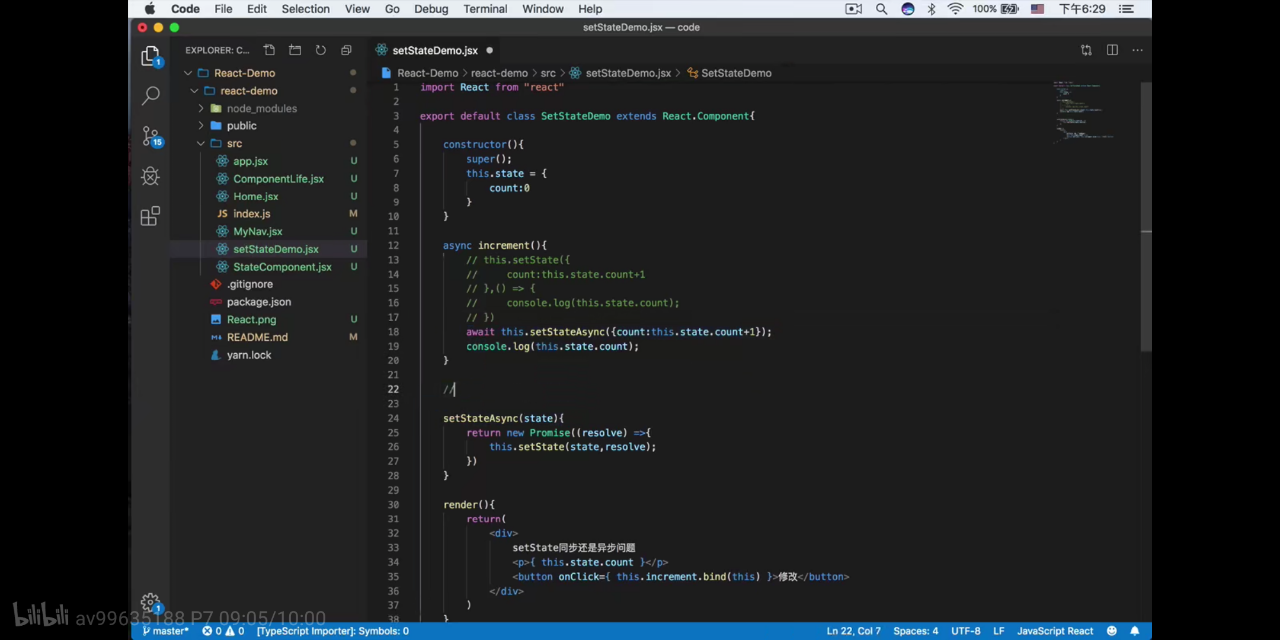 Code File Edit Selection View Go Debug Terminal Window Help 100% 下午6:29
setStateDemo.jsx — code
EXPLORER: C...
setStateDemo.jsx
React-Demo
react-demo
node_modules
public
src
app.jsx U
ComponentLife.jsx U
Home.jsx U
JS index.js M
MyNav.jsx U
setStateDemo.jsx U
StateComponent.jsx U
.gitignore
package.json
React.png U
README.md M
yarn.lock
1
15
1
React-Demo > react-demo > src > setStateDemo.jsx > SetStateDemo
1 import React from "react"
2
3 export default class SetStateDemo extends React.Component{
4
5 constructor(){
6 super();
7 this.state = {
8 count:0
9 }
10 }
11
12 async increment(){
13 // this.setState({
14 // count:this.state.count+1
15 // },() => {
16 // console.log(this.state.count);
17 // })
18 await this.setStateAsync({count:this.state.count+1});
19 console.log(this.state.count);
20 }
21
22 //
23
24 setStateAsync(state){
25 return new Promise((resolve) =>{
26 this.setState(state,resolve);
27 })
28 }
29
30 render(){
31 return(
32 <div>
33 setState同步还是异步问题
34 <p>{ this.state.count }</p>
35 <button onClick={ this.increment.bind(this) }>修改</button>
36 </div>
37 )
38 }
bilibili av99635188 P7 09:05/10:00
master* 0 0 [TypeScript Importer]: Symbols: 0 Ln 22, Col 7 Spaces: 4 UTF-8 LF JavaScript React